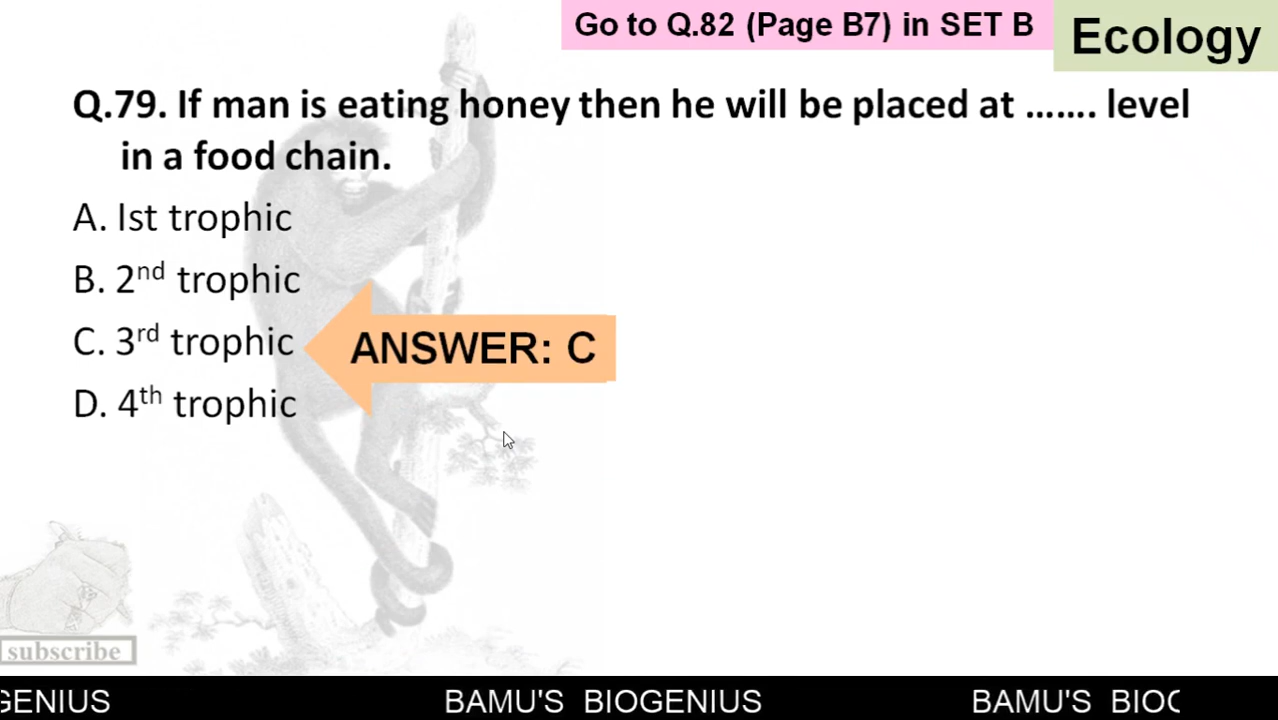 Go to Q.82 (Page B7) in SET B
Ecology
Q.79. If man is eating honey then he will be placed at ....... level
in a food chain.
A. Ist trophic
B. 2nd trophic
C. 3rd trophic
ANSWER: C
D. 4th trophic
subscribe
GENIUS BAMU'S BIOGENIUS BAMU'S BIOC